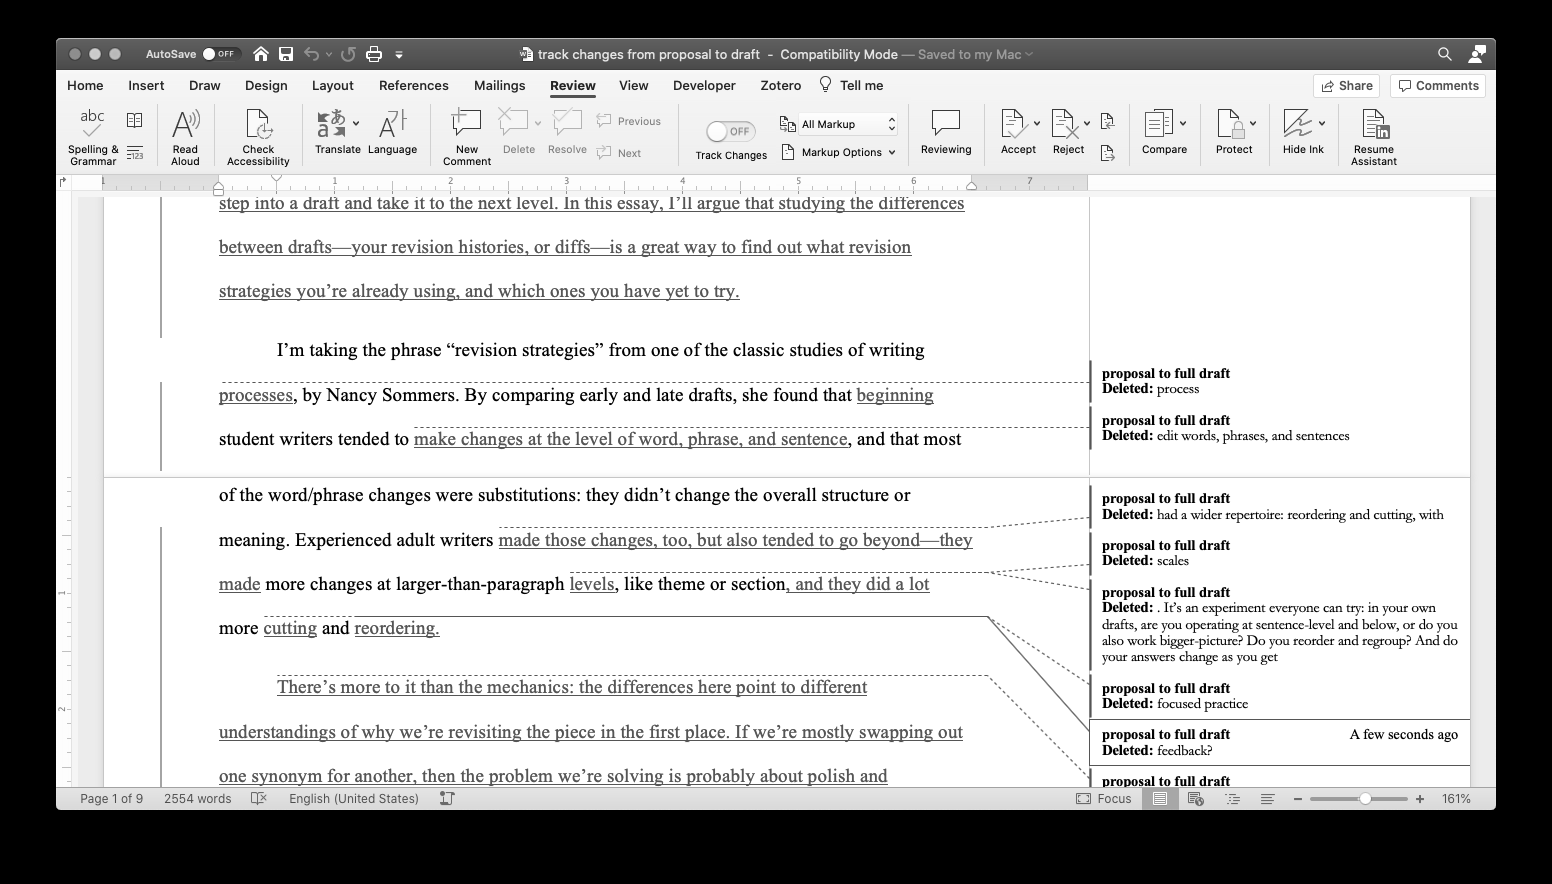 AutoSave OFF track changes from proposal to draft - Compatibility Mode — Saved to my Mac
Home Insert Draw Design Layout References Mailings Review View Developer Zotero Tell me Share Comments
abc
Spelling & Grammar
123
Read Aloud
Check Accessibility
Translate
Language
New Comment
Delete
Resolve
Previous
Next
OFF
Track Changes
All Markup
Markup Options
Reviewing
Accept
Reject
Compare
Protect
Hide Ink
Resume Assistant
1 1 2 3 4 5 6 7
step into a draft and take it to the next level. In this essay, I’ll argue that studying the differences
between drafts—your revision histories, or diffs—is a great way to find out what revision
strategies you’re already using, and which ones you have yet to try.
I’m taking the phrase “revision strategies” from one of the classic studies of writing
processes, by Nancy Sommers. By comparing early and late drafts, she found that beginning
student writers tended to make changes at the level of word, phrase, and sentence, and that most
of the word/phrase changes were substitutions: they didn’t change the overall structure or
meaning. Experienced adult writers made those changes, too, but also tended to go beyond—they
made more changes at larger-than-paragraph levels, like theme or section, and they did a lot
more cutting and reordering.
There’s more to it than the mechanics: the differences here point to different
understandings of why we’re revisiting the piece in the first place. If we’re mostly swapping out
one synonym for another, then the problem we’re solving is probably about polish and
1
2
proposal to full draft
Deleted: process
proposal to full draft
Deleted: edit words, phrases, and sentences
proposal to full draft
Deleted: had a wider repertoire: reordering and cutting, with
proposal to full draft
Deleted: scales
proposal to full draft
Deleted: . It’s an experiment everyone can try: in your own
drafts, are you operating at sentence-level and below, or do you
also work bigger-picture? Do you reorder and regroup? And do
your answers change as you get
proposal to full draft
Deleted: focused practice
proposal to full draft A few seconds ago
Deleted: feedback?
proposal to full draft
Page 1 of 9 2554 words English (United States) Focus 161%